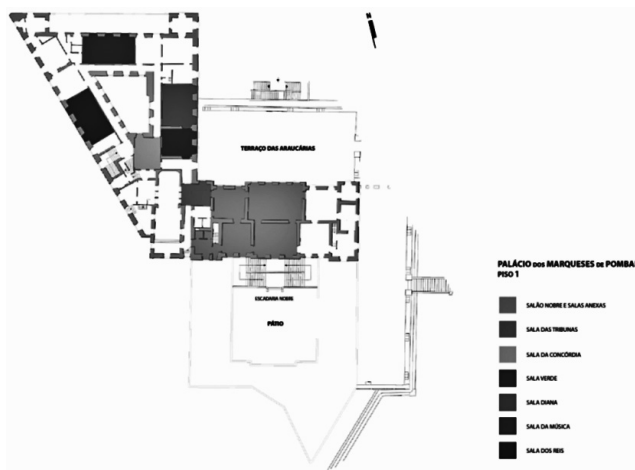 N
TERRAÇO DAS ARAUCÁRIAS
ESCADARIA NOBRE
PÁTIO
PALÁCIO DOS MARQUESES DE POMBA
PISO 1
SALÃO NOBRE E SALAS ANEXAS
SALA DAS TRIBUNAS
SALA DA CONCÓRDIA
SALA VERDE
SALA DIANA
SALA DA MÚSICA
SALA DOS REIS